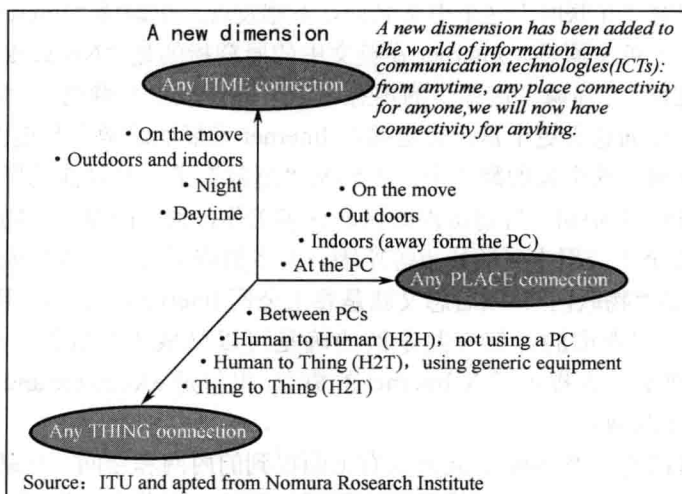 A new dimension
A new dismension has been added to
the world of information and
communication technologles(ICTs):
from anytime, any place connectivity
for anyone,we will now have
connectivity for anyhing.
Any TIME connection
• On the move
• Outdoors and indoors
• Night
• Daytime
• On the move
• Out doors
• Indoors (away form the PC)
• At the PC
Any PLACE connection
• Between PCs
• Human to Human (H2H), not using a PC
• Human to Thing (H2T), using generic equipment
• Thing to Thing (H2T)
Any THING oonnection
Source: ITU and apted from Nomura Rosearch Institute